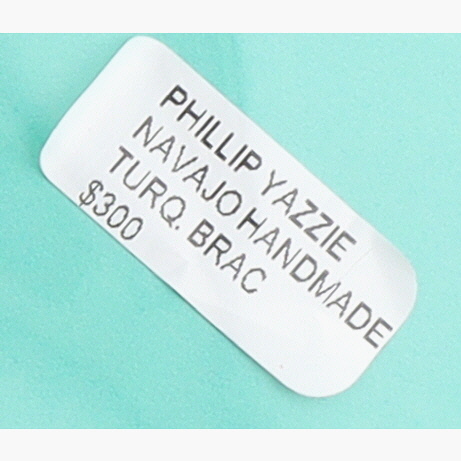 PHILLIP YAZZIE
NAVAJO HANDMADE
TURQ. BRAC
$300